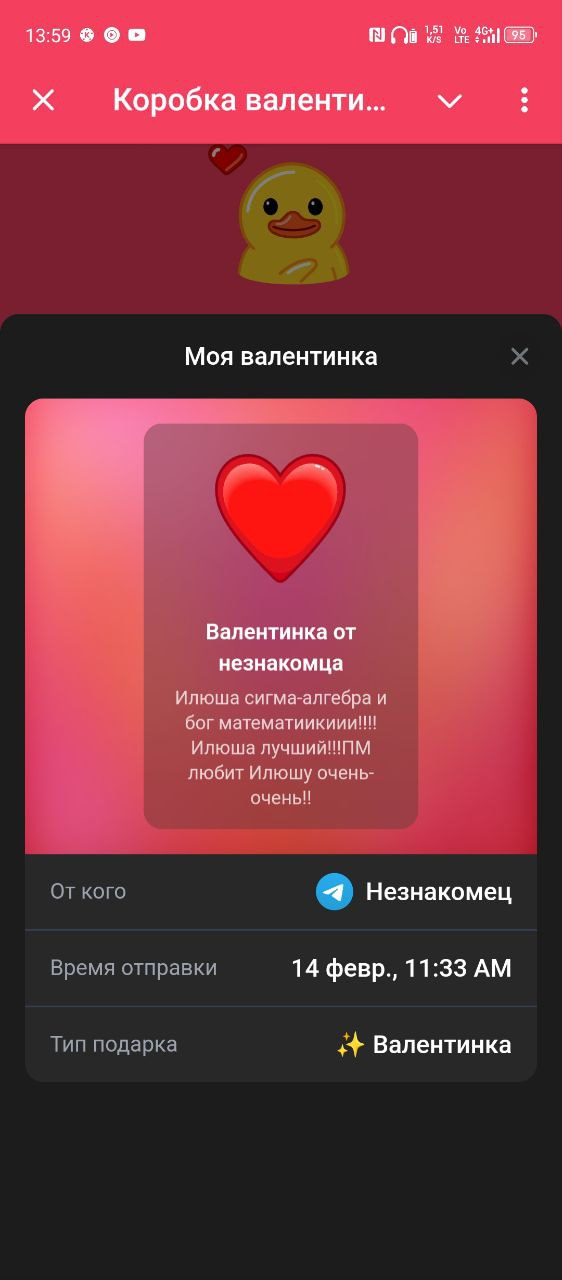 13:59
1,51 K/S Vo LTE 4G+ 95
Коробка валенти...
Моя валентинка
Валентинка от
незнакомца
Илюша сигма-алгебра и
бог математиикиии!!!!
Илюша лучший!!!ПМ
любит Илюшу очень-
очень!!
От кого Незнакомец
Время отправки 14 февр., 11:33 AM
Тип подарка ✨ Валентинка